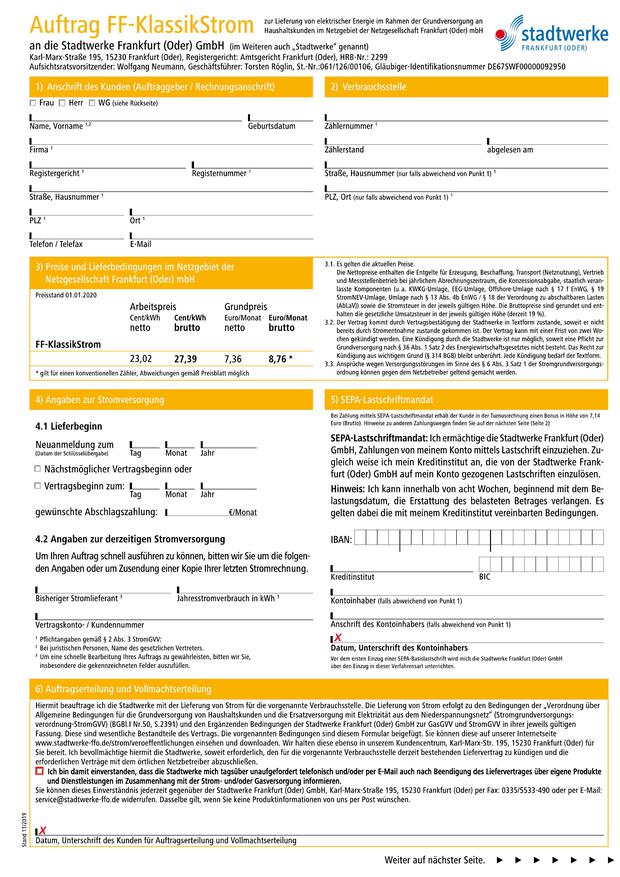 Auftrag FF-KlassikStrom
zur Lieferung von elektrischer Energie im Rahmen der Grundversorgung an
Haushaltskunden im Netzgebiet der Netzgesellschaft Frankfurt (Oder) mbH
stadtwerke
FRANKFURT (ODER)
an die Stadtwerke Frankfurt (Oder) GmbH (im Weiteren auch „Stadtwerke“ genannt)
Karl-Marx-Straße 195, 15230 Frankfurt (Oder), Registergericht: Amtsgericht Frankfurt (Oder), HRB-Nr.: 2299
Aufsichtsratsvorsitzender: Wolfgang Neumann, Geschäftsführer: Torsten Röglin, St.-Nr.:061/126/00106, Gläubiger-Identifikationsnummer DE67SWF00000092950
1) Anschrift des Kunden (Auftraggeber / Rechnungsanschrift)
Frau Herr WG (siehe Rückseite)
Name, Vorname 1,2 Geburtsdatum
Firma 1
Registergericht 1 Registernummer 1
Straße, Hausnummer 1
PLZ 1 Ort 1
Telefon / Telefax E-Mail
2) Verbrauchsstelle
Zählernummer 1
Zählerstand abgelesen am
Straße, Hausnummer (nur falls abweichend von Punkt 1) 1
PLZ, Ort (nur falls abweichend von Punkt 1) 1
3) Preise und Lieferbedingungen im Netzgebiet der
Netzgesellschaft Frankfurt (Oder) mbH
Preisstand 01.01.2020
Arbeitspreis Grundpreis
Cent/kWh Cent/kWh Euro/Monat Euro/Monat
netto brutto netto brutto
FF-KlassikStrom
23,02 27,39 7,36 8,76 *
* gilt für einen konventionellen Zähler, Abweichungen gemäß Preisblatt möglich
3.1. Es gelten die aktuellen Preise.
Die Nettopreise enthalten die Entgelte für Erzeugung, Beschaffung, Transport (Netznutzung), Vertrieb
und Messstellenbetrieb bei jährlichem Abrechnungszeitraum, die Konzessionsabgabe, staatlich veran-
lasste Komponenten (u.a. KWKG-Umlage, EEG-Umlage, Offshore-Umlage nach § 17 f EnWG, § 19
StromNEV-Umlage, Umlage nach § 13 Abs. 4b EnWG / § 18 der Verordnung zu abschaltbaren Lasten
(AbLaV)) sowie die Stromsteuer in der jeweils gültigen Höhe. Die Bruttopreise sind gerundet und ent-
halten die gesetzliche Umsatzsteuer in der jeweils gültigen Höhe (derzeit 19 %).
3.2. Der Vertrag kommt durch Vertragsbestätigung der Stadtwerke in Textform zustande, soweit er nicht
bereits durch Stromentnahme zustande gekommen ist. Der Vertrag kann mit einer Frist von zwei Wo-
chen gekündigt werden. Eine Kündigung durch die Stadtwerke ist nur möglich, soweit eine Pflicht zur
Grundversorgung nach § 36 Abs. 1 Satz 2 des Energiewirtschaftsgesetzes nicht besteht. Das Recht zur
Kündigung aus wichtigem Grund (§ 314 BGB) bleibt unberührt. Jede Kündigung bedarf der Textform.
3.3. Ansprüche wegen Versorgungsstörungen im Sinne des § 6 Abs. 3 Satz 1 der Stromgrundversorgungs-
ordnung können gegen den Netzbetreiber geltend gemacht werden.
4) Angaben zur Stromversorgung
4.1 Lieferbeginn
Neuanmeldung zum
(Datum der Schlüsselübergabe) Tag Monat Jahr
Nächstmöglicher Vertragsbeginn oder
Vertragsbeginn zum:
Tag Monat Jahr
gewünschte Abschlagszahlung: €/Monat
4.2 Angaben zur derzeitigen Stromversorgung
Um Ihren Auftrag schnell ausführen zu können, bitten wir Sie um die folgen-
den Angaben oder um Zusendung einer Kopie Ihrer letzten Stromrechnung.
Bisheriger Stromlieferant 3 Jahresstromverbrauch in kWh 3
Vertragskonto- / Kundennummer
1 Pflichtangaben gemäß § 2 Abs. 3 StromGVV:
2 Bei juristischen Personen, Name des gesetzlichen Vertreters.
3 Um eine schnelle Bearbeitung Ihres Auftrags zu gewährleisten, bitten wir Sie,
insbesondere die gekennzeichneten Felder auszufüllen.
5) SEPA-Lastschriftmandat
Bei Zahlung mittels SEPA-Lastschriftmandat erhält der Kunde in der Turnusrechnung einen Bonus in Höhe von 7,14
Euro (Brutto). Hinweise zu anderen Zahlungswegen finden Sie auf der nächsten Seite (Seite 2)
SEPA-Lastschriftmandat: Ich ermächtige die Stadtwerke Frankfurt (Oder)
GmbH, Zahlungen von meinem Konto mittels Lastschrift einzuziehen. Zu-
gleich weise ich mein Kreditinstitut an, die von der Stadtwerke Frank-
furt (Oder) GmbH auf mein Konto gezogenen Lastschriften einzulösen.
Hinweis: Ich kann innerhalb von acht Wochen, beginnend mit dem Be-
lastungsdatum, die Erstattung des belasteten Betrages verlangen. Es
gelten dabei die mit meinem Kreditinstitut vereinbarten Bedingungen.
IBAN:
Kreditinstitut BIC
Kontoinhaber (falls abweichend von Punkt 1)
Anschrift des Kontoinhabers (falls abweichend von Punkt 1)
X
Datum, Unterschrift des Kontoinhabers
Vor dem ersten Einzug einer SEPA-Basislastschrift wird mich die Stadtwerke Frankfurt (Oder) GmbH
über den Einzug in dieser Verfahrensart unterrichten.
6) Auftragserteilung und Vollmachtserteilung
Hiermit beauftrage ich die Stadtwerke mit der Lieferung von Strom für die vorgenannte Verbrauchsstelle. Die Lieferung von Strom erfolgt zu den Bedingungen der „Verordnung über
Allgemeine Bedingungen für die Grundversorgung von Haushaltskunden und die Ersatzversorgung mit Elektrizität aus dem Niederspannungsnetz“ (Stromgrundversorgungs-
verordnung-StromGVV) (BGBl.I Nr.50, S.2391) und den Ergänzenden Bedingungen der Stadtwerke Frankfurt (Oder) GmbH zur GasGVV und StromGVV in ihrer jeweils gültigen
Fassung. Diese sind wesentliche Bestandteile des Vertrags. Die vorgenannten Bedingungen sind diesem Formular beigefügt. Sie können diese auf unserer Internetseite
www.stadtwerke-ffo.de/strom/veroeffentlichungen einsehen und downloaden. Wir halten diese ebenso in unserem Kundencentrum, Karl-Marx-Str. 195, 15230 Frankfurt (Oder) für
Sie bereit. Ich bevollmächtige hiermit die Stadtwerke, soweit erforderlich, den für die vorgenannte Verbrauchsstelle derzeit bestehenden Liefervertrag zu kündigen und die
erforderlichen Verträge mit dem örtlichen Netzbetreiber abzuschließen.
Ich bin damit einverstanden, dass die Stadtwerke mich tagsüber unaufgefordert telefonisch und/oder per E-Mail auch nach Beendigung des Liefervertrages über eigene Produkte
und Dienstleistungen im Zusammenhang mit der Strom- und/oder Gasversorgung informieren.
Sie können dieses Einverständnis jederzeit gegenüber der Stadtwerke Frankfurt (Oder) GmbH, Karl-Marx-Straße 195, 15230 Frankfurt (Oder) per Fax: 0335/5533-490 oder per E-Mail:
service@stadtwerke-ffo.de widerrufen. Dasselbe gilt, wenn Sie keine Produktinformationen von uns per Post wünschen.
X
Datum, Unterschrift des Kunden für Auftragserteilung und Vollmachtserteilung
Stand 11/2019
Weiter auf nächster Seite.